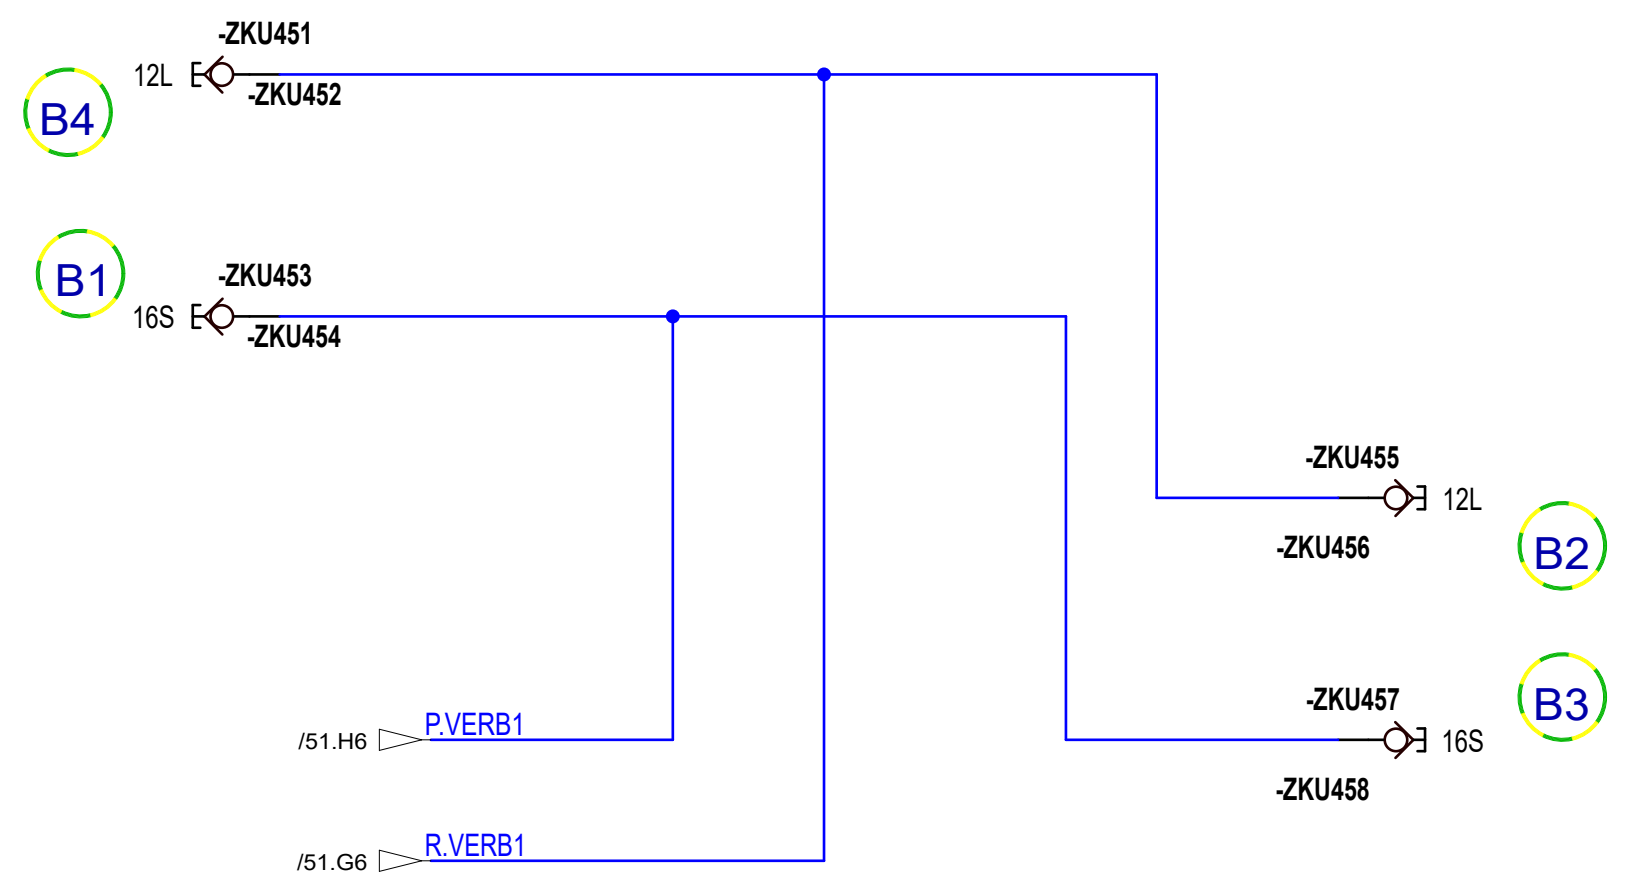 -ZKU451
12L
-ZKU452
B4
-ZKU453
B1
16S
-ZKU454
-ZKU455
12L
-ZKU456
B2
-ZKU457
B3
16S
-ZKU458
P.VERB1
/51.H6
R.VERB1
/51.G6